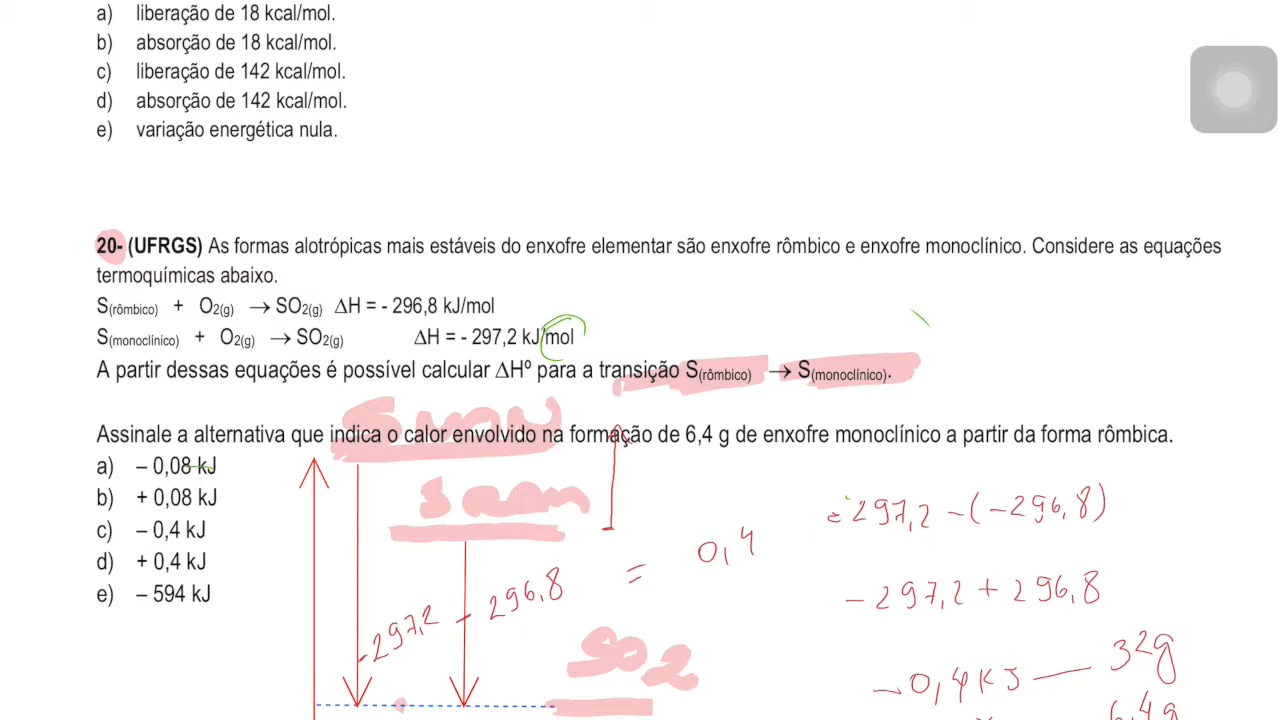 a) liberação de 18 kcal/mol.
b) absorção de 18 kcal/mol.
c) liberação de 142 kcal/mol.
d) absorção de 142 kcal/mol.
e) variação energética nula.
20- (UFRGS) As formas alotrópicas mais estáveis do enxofre elementar são enxofre rômbico e enxofre monoclínico. Considere as equações
termoquímicas abaixo.
S(rômbico) + O2(g) → SO2(g) ΔH = - 296,8 kJ/mol
S(monoclínico) + O2(g) → SO2(g) ΔH = - 297,2 kJ/mol
A partir dessas equações é possível calcular ΔHº para a transição S(rômbico) → S(monoclínico).
Assinale a alternativa que indica o calor envolvido na formação de 6,4 g de enxofre monoclínico a partir da forma rômbica.
a) – 0,08 kJ
b) + 0,08 kJ
c) – 0,4 kJ
d) + 0,4 kJ
e) – 594 kJ
297,2 - (-296,8)
-297,2 - 296,8 = 0,4
- 297,2 + 296,8
SO2
- 0,4 KJ — 32g
6,4g